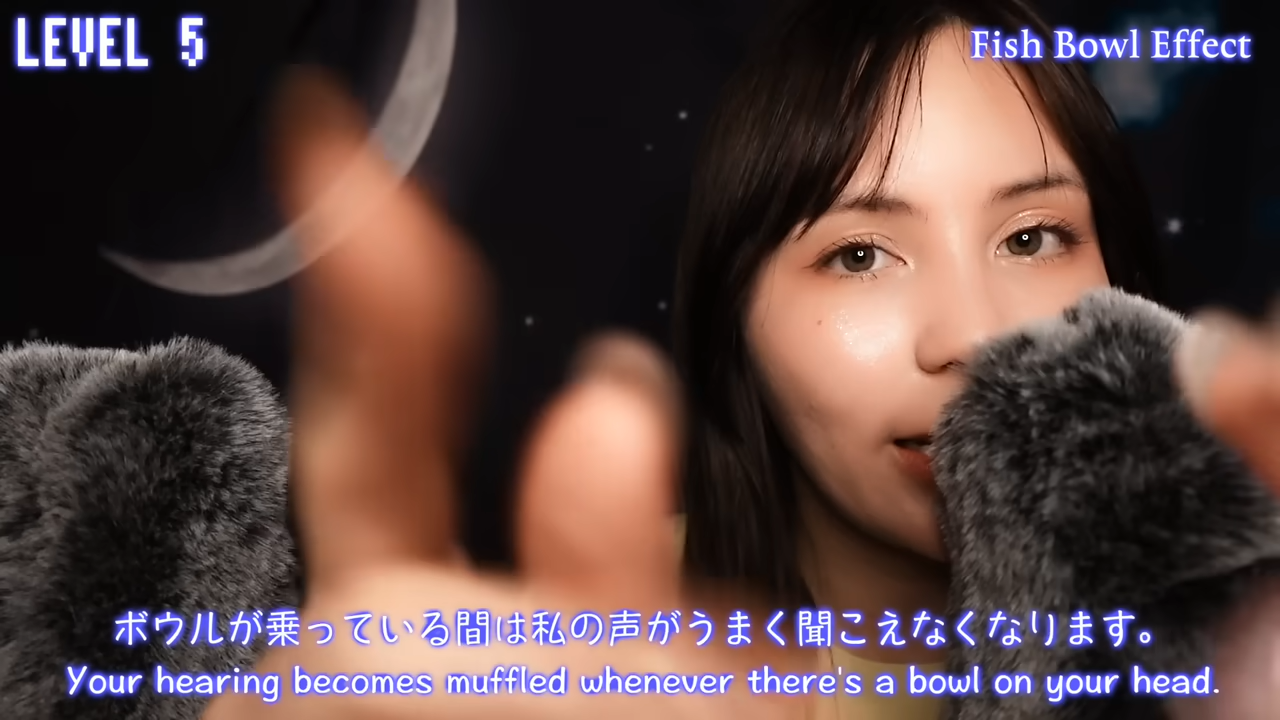 LEVEL 5
Fish Bowl Effect
ボウルが乗っている間は私の声がうまく聞こえなくなります。
Your hearing becomes muffled whenever there's a bowl on your head.